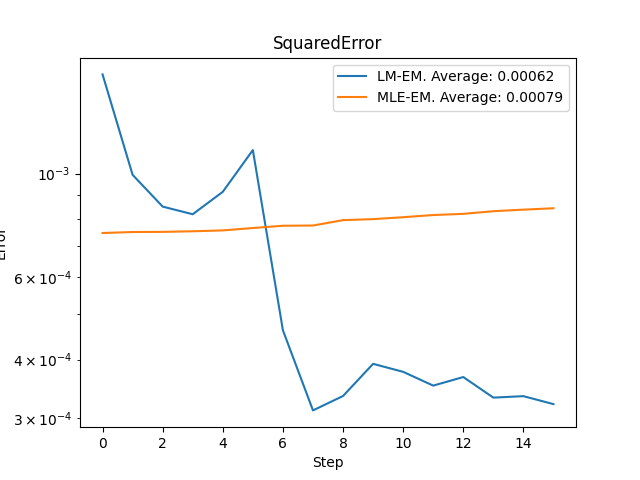 SquaredError
LM-EM. Average: 0.00062
MLE-EM. Average: 0.00079
10⁻³
6 × 10⁻⁴
4 × 10⁻⁴
3 × 10⁻⁴
0 2 4 6 8 10 12 14
Step